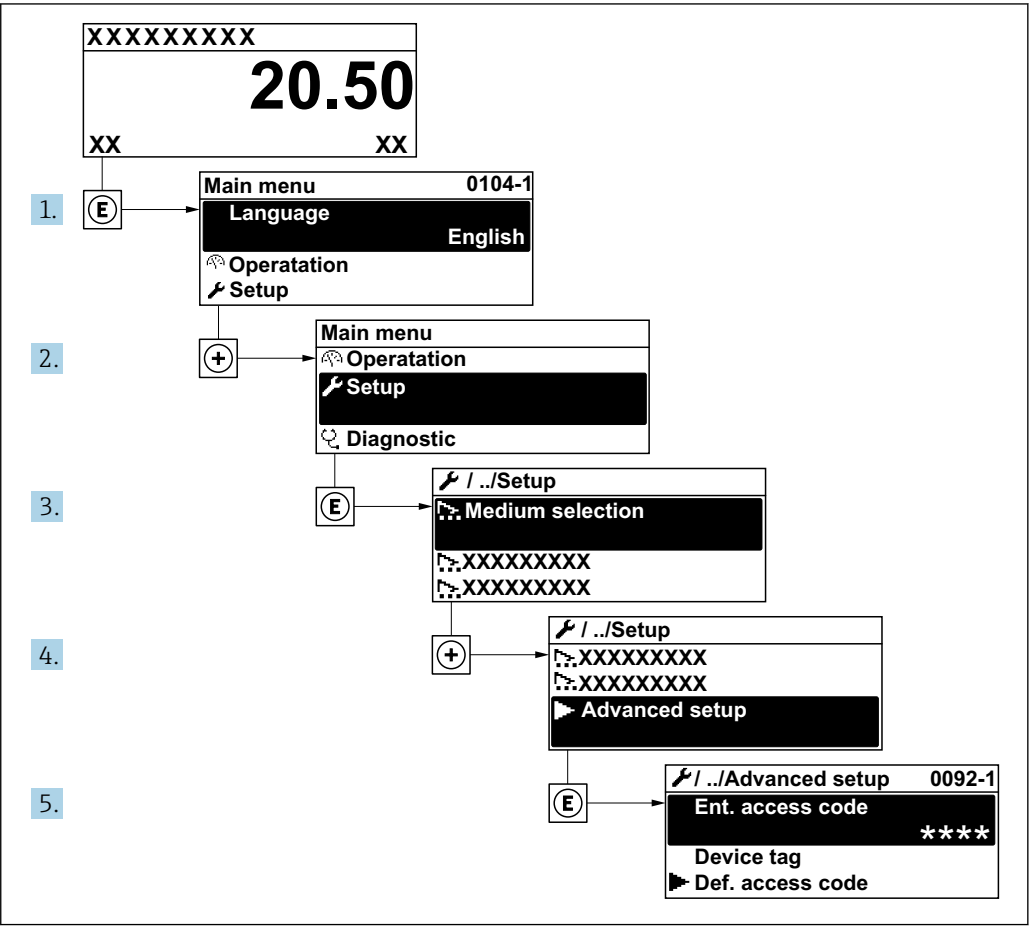 XXXXXXXXX
20.50
XX XX
1.
E
Main menu 0104-1
Language
English
Operatation
Setup
2.
+
Main menu
Operatation
Setup
Diagnostic
3.
E
/ ../Setup
Medium selection
XXXXXXXXX
XXXXXXXXX
4.
+
/ ../Setup
XXXXXXXXX
XXXXXXXXX
Advanced setup
5.
E
/ ../Advanced setup 0092-1
Ent. access code
****
Device tag
Def. access code